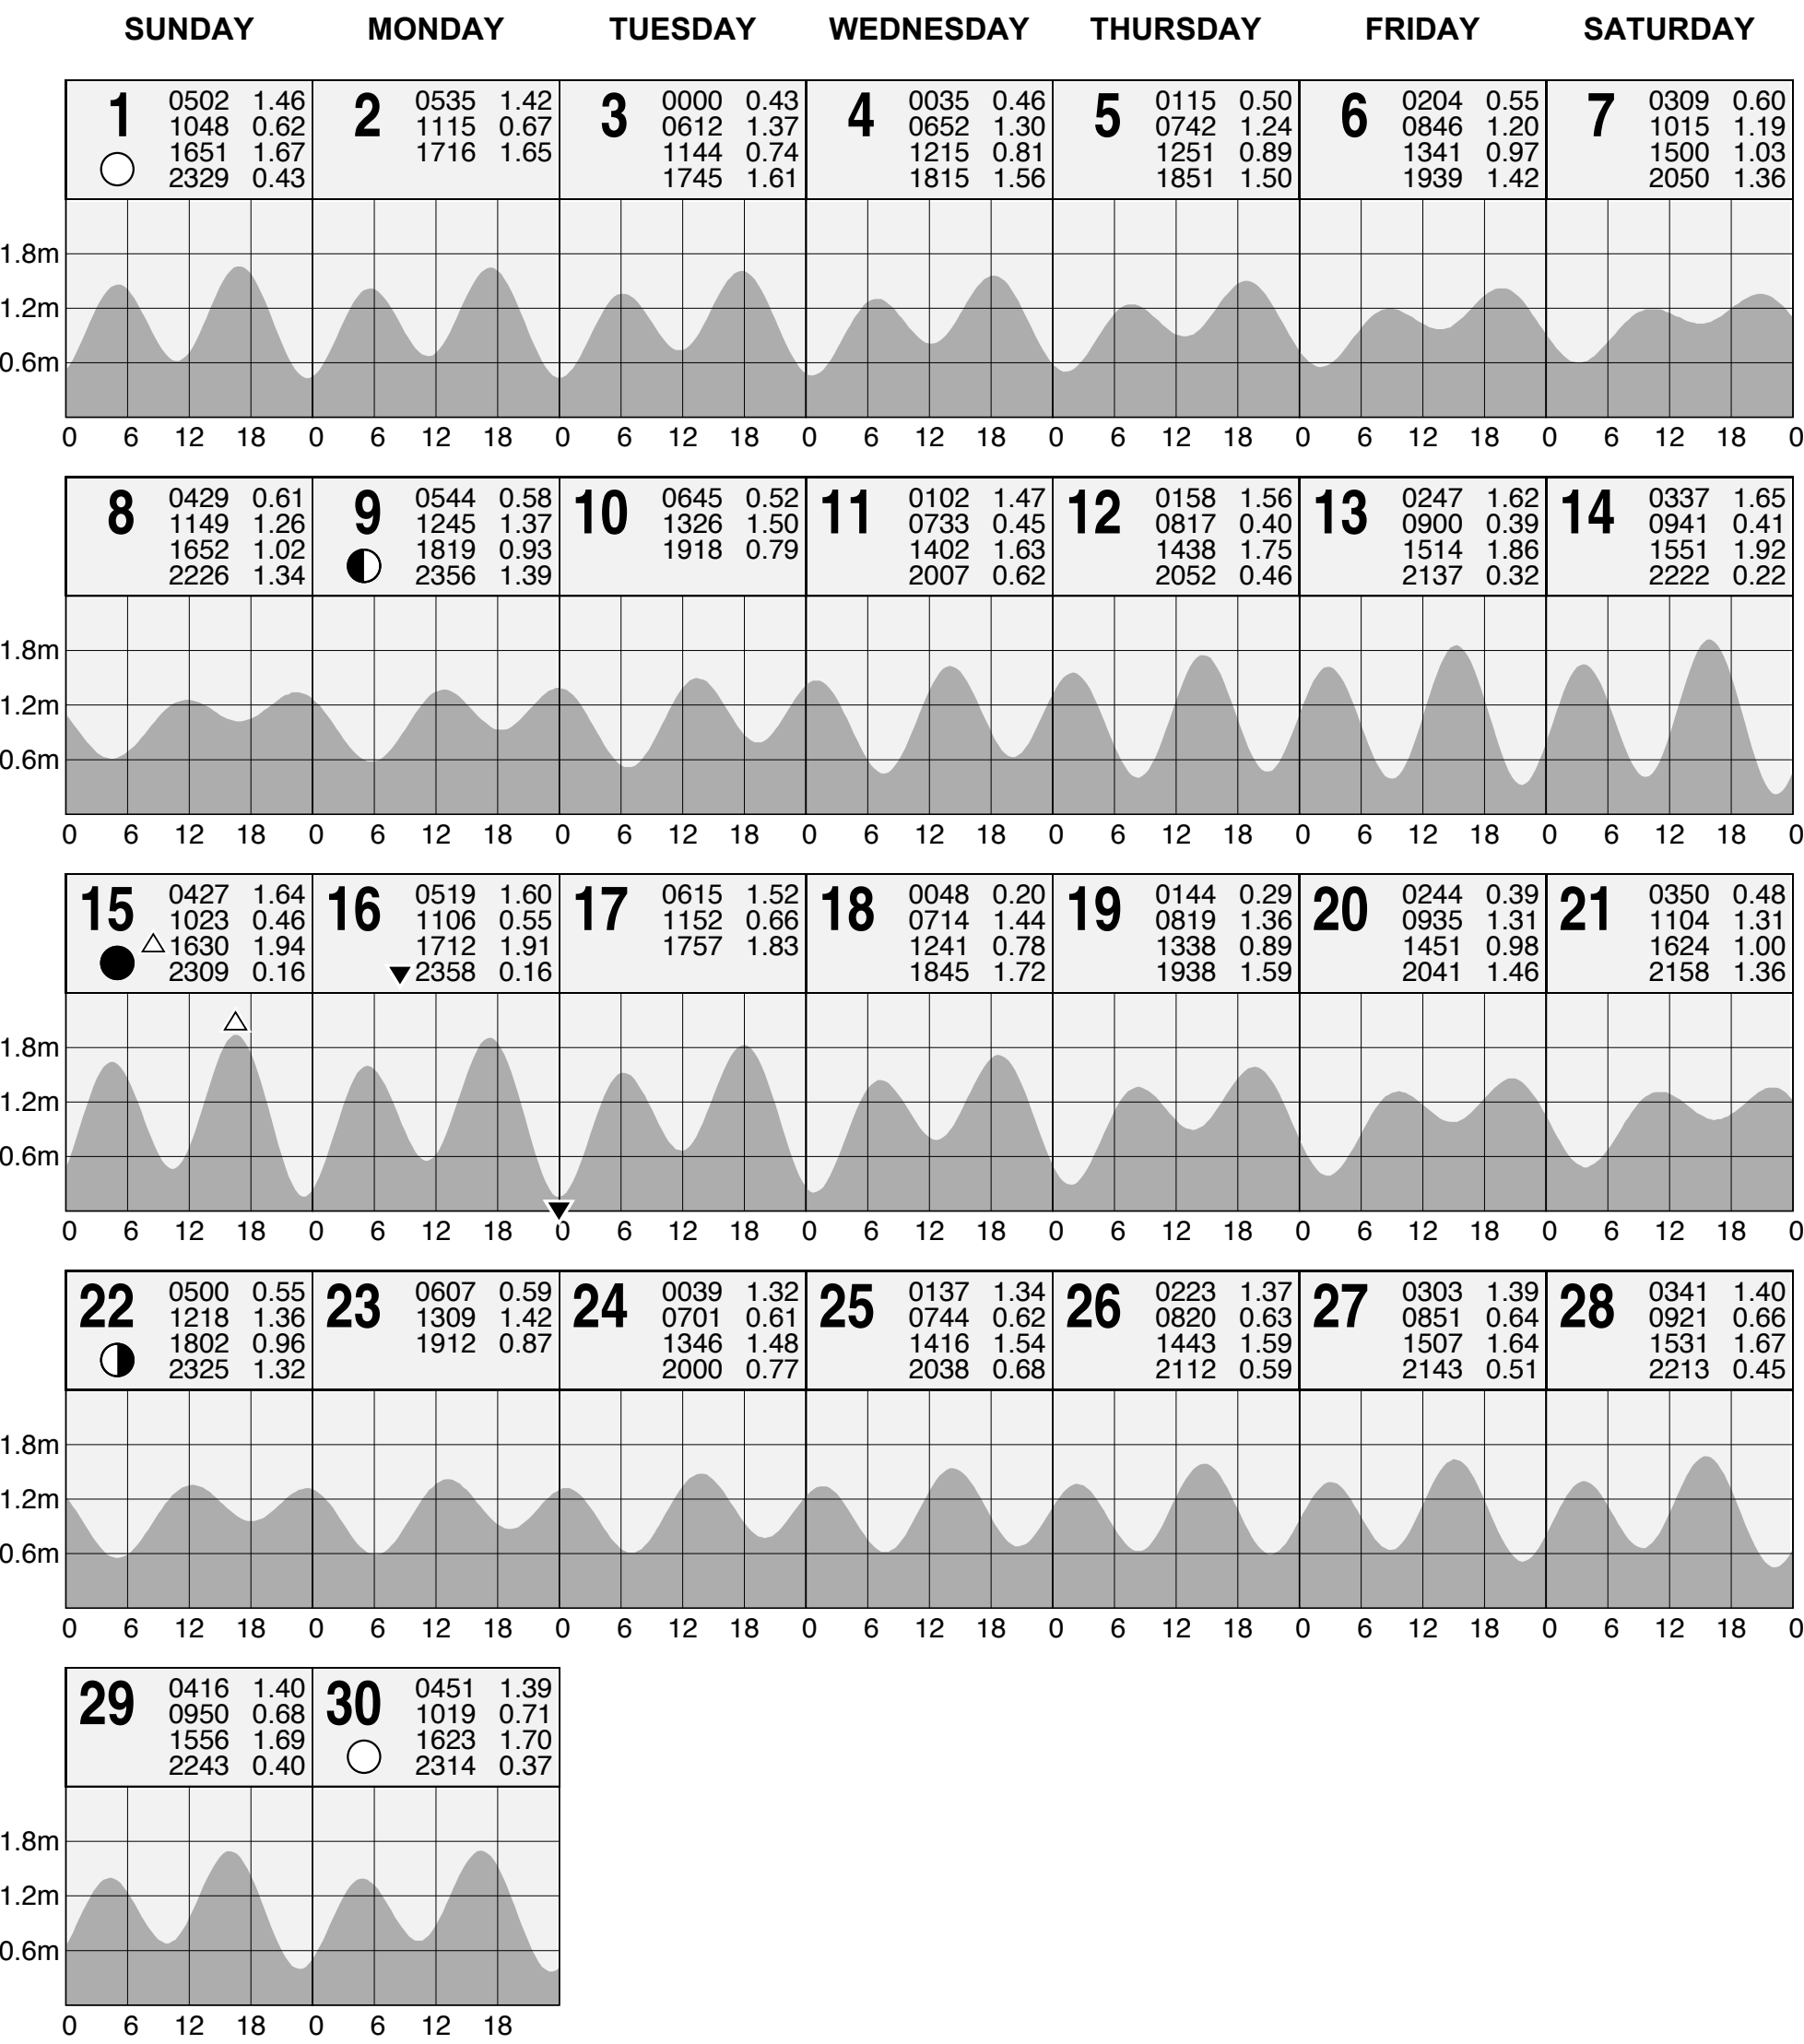 SUNDAY MONDAY TUESDAY WEDNESDAY THURSDAY FRIDAY SATURDAY
1 0502 1.46
1048 0.62
1651 1.67
2329 0.43
2 0535 1.42
1115 0.67
1716 1.65
3 0000 0.43
0612 1.37
1144 0.74
1745 1.61
4 0035 0.46
0652 1.30
1215 0.81
1815 1.56
5 0115 0.50
0742 1.24
1251 0.89
1851 1.50
6 0204 0.55
0846 1.20
1341 0.97
1939 1.42
7 0309 0.60
1015 1.19
1500 1.03
2050 1.36
1.8m
1.2m
0.6m
0 6 12 18 0 6 12 18 0 6 12 18 0 6 12 18 0 6 12 18 0 6 12 18 0 6 12 18 0
8 0429 0.61
1149 1.26
1652 1.02
2226 1.34
9 0544 0.58
1245 1.37
1819 0.93
2356 1.39
10 0645 0.52
1326 1.50
1918 0.79
11 0102 1.47
0733 0.45
1402 1.63
2007 0.62
12 0158 1.56
0817 0.40
1438 1.75
2052 0.46
13 0247 1.62
0900 0.39
1514 1.86
2137 0.32
14 0337 1.65
0941 0.41
1551 1.92
2222 0.22
1.8m
1.2m
0.6m
0 6 12 18 0 6 12 18 0 6 12 18 0 6 12 18 0 6 12 18 0 6 12 18 0 6 12 18 0
15 0427 1.64
1023 0.46
1630 1.94
2309 0.16
16 0519 1.60
1106 0.55
1712 1.91
2358 0.16
17 0615 1.52
1152 0.66
1757 1.83
18 0048 0.20
0714 1.44
1241 0.78
1845 1.72
19 0144 0.29
0819 1.36
1338 0.89
1938 1.59
20 0244 0.39
0935 1.31
1451 0.98
2041 1.46
21 0350 0.48
1104 1.31
1624 1.00
2158 1.36
1.8m
1.2m
0.6m
0 6 12 18 0 6 12 18 0 6 12 18 0 6 12 18 0 6 12 18 0 6 12 18 0 6 12 18 0
22 0500 0.55
1218 1.36
1802 0.96
2325 1.32
23 0607 0.59
1309 1.42
1912 0.87
24 0039 1.32
0701 0.61
1346 1.48
2000 0.77
25 0137 1.34
0744 0.62
1416 1.54
2038 0.68
26 0223 1.37
0820 0.63
1443 1.59
2112 0.59
27 0303 1.39
0851 0.64
1507 1.64
2143 0.51
28 0341 1.40
0921 0.66
1531 1.67
2213 0.45
1.8m
1.2m
0.6m
0 6 12 18 0 6 12 18 0 6 12 18 0 6 12 18 0 6 12 18 0 6 12 18 0 6 12 18 0
29 0416 1.40
0950 0.68
1556 1.69
2243 0.40
30 0451 1.39
1019 0.71
1623 1.70
2314 0.37
1.8m
1.2m
0.6m
0 6 12 18 0 6 12 18